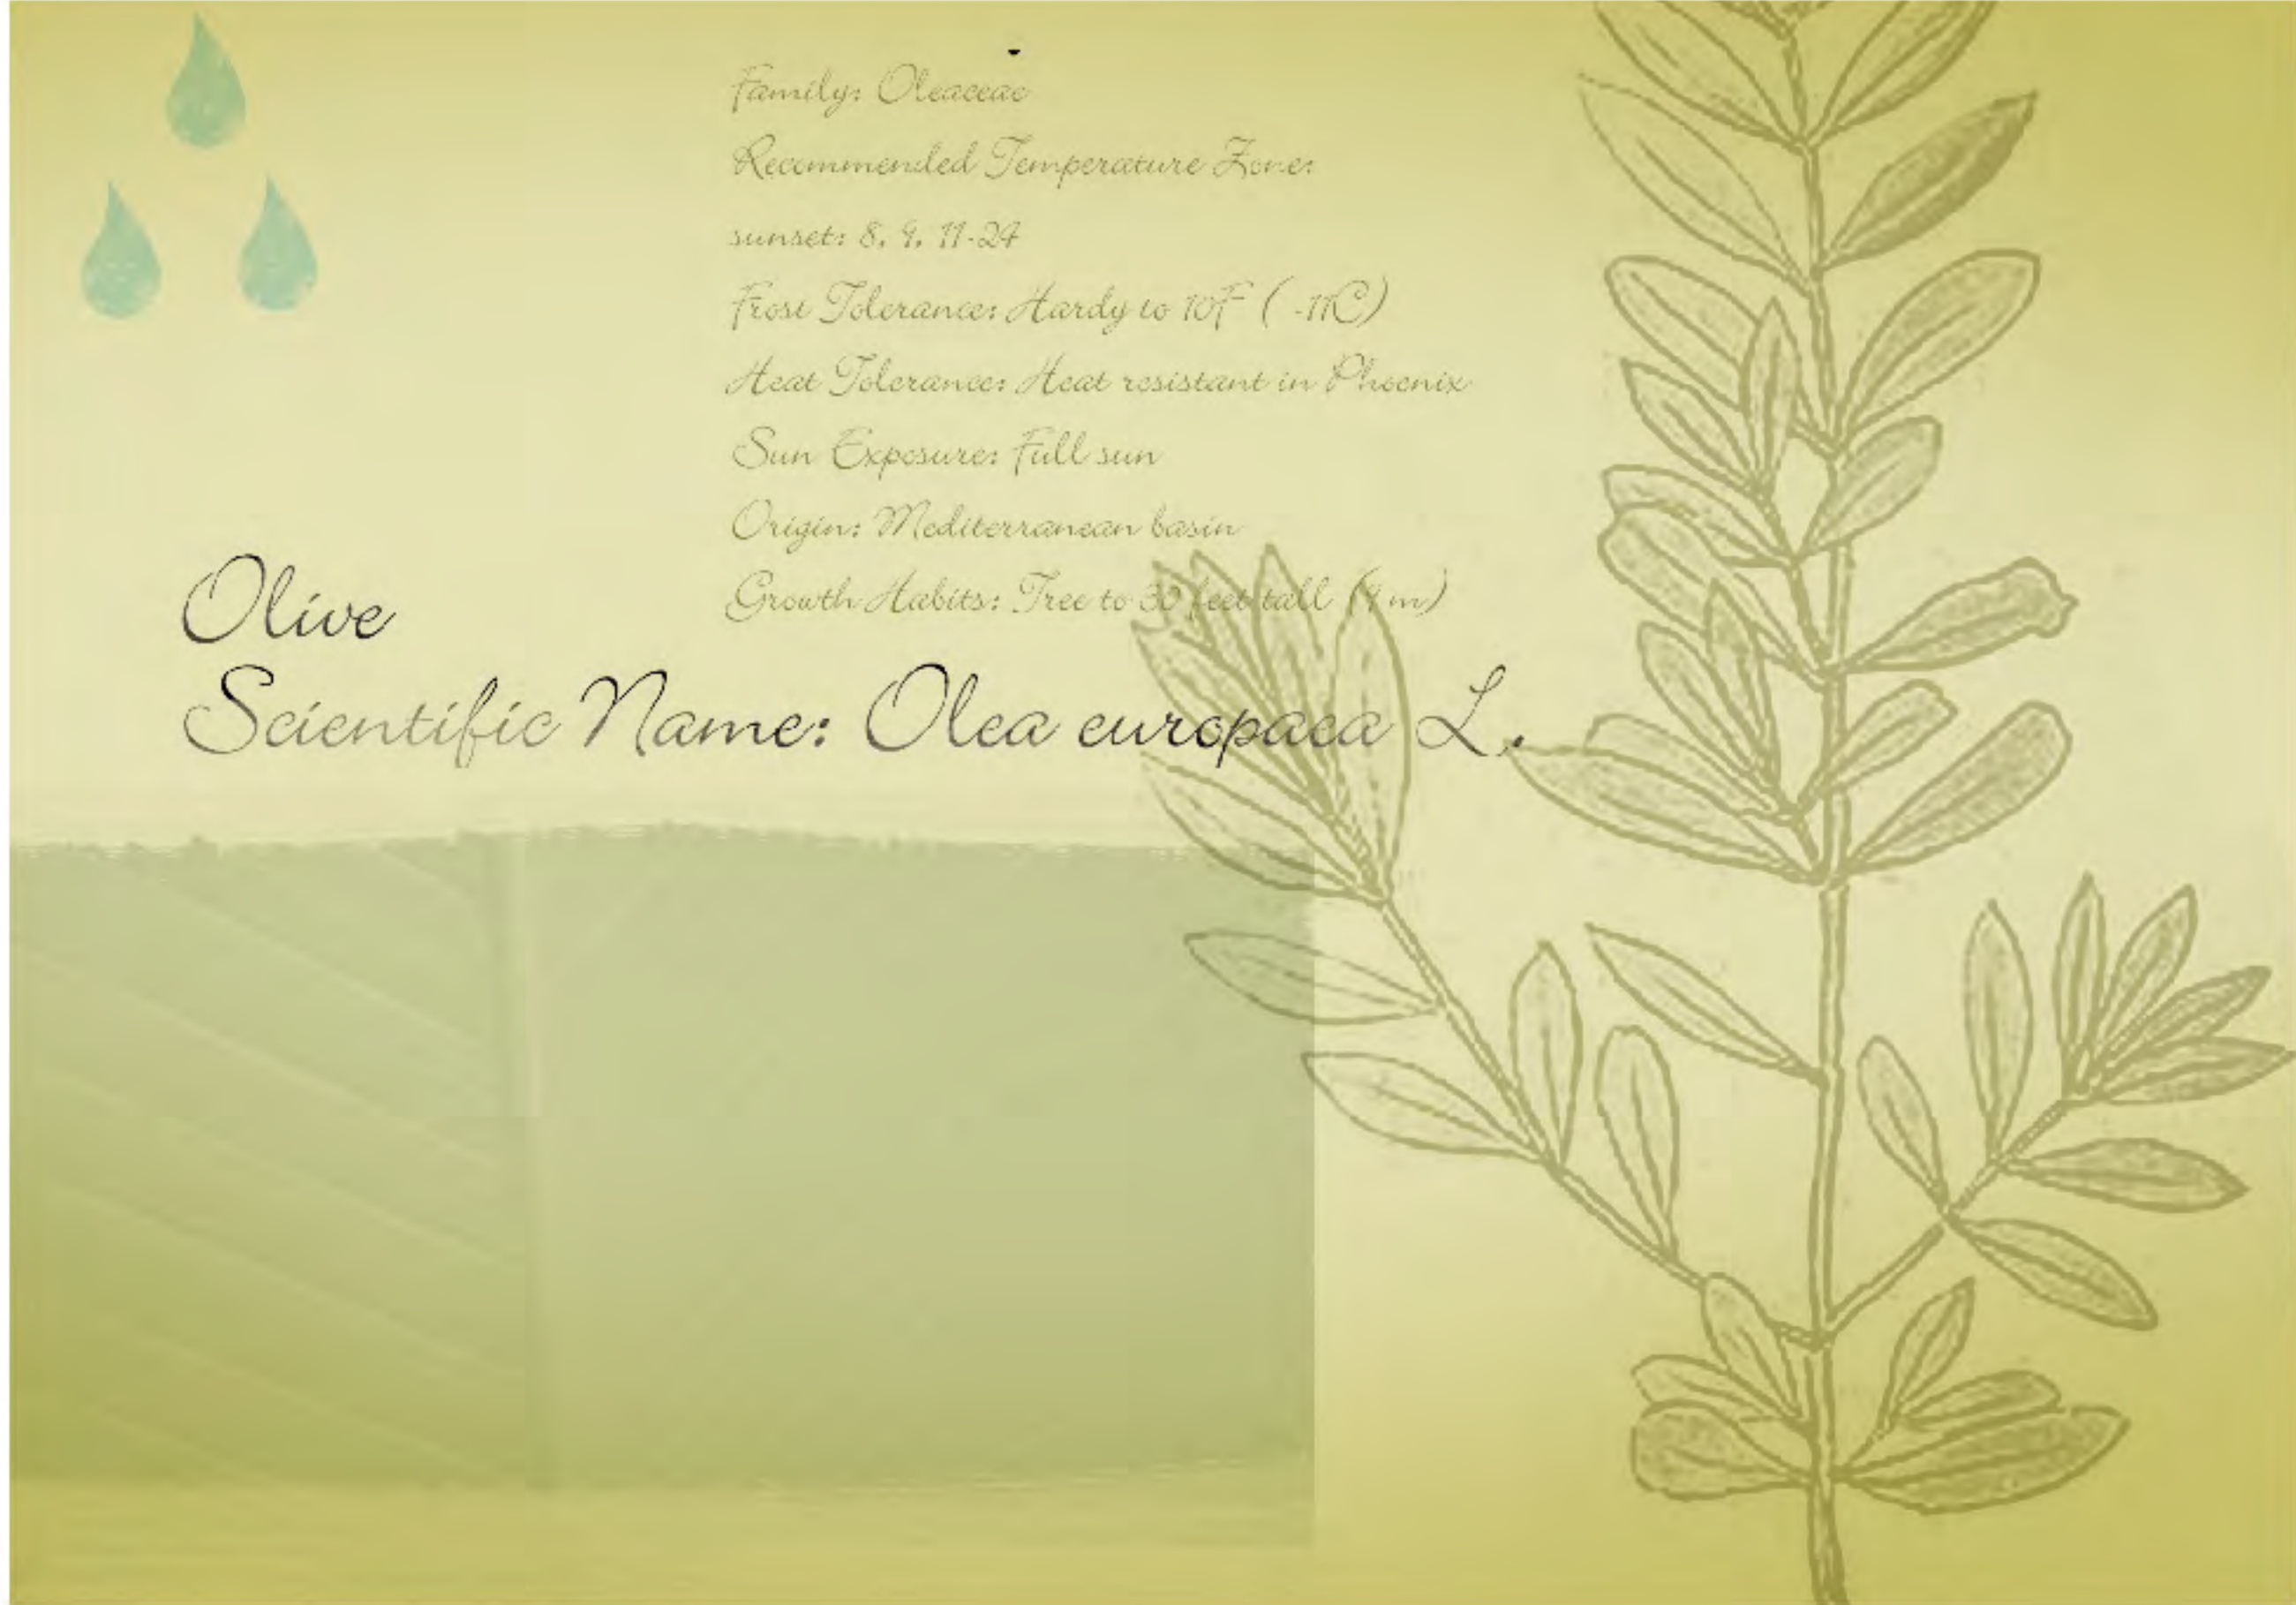 Family: Oleaceae
Recommended Temperature Zone:
sunset: 8, 9, 11-24
Frost Tolerance: Hardy to 10F ( -11C)
Heat Tolerance: Heat resistant in Phoenix
Sun Exposure: Full sun
Origin: Mediterranean basin
Growth Habits: Tree to 30 feet tall (9 m)
Olive
Scientific Name: Olea europaea L.